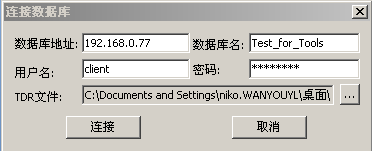 连接数据库
数据库地址: 192.168.0.77 数据库名: Test_for_Tools
用户名: client 密码: ********
TDR文件: C:\Documents and Settings\niko.WANYOUYL\桌面\ ...
连接 取消